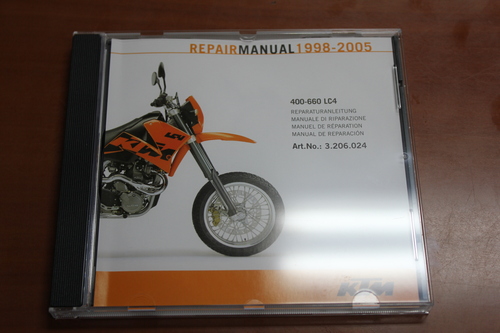 REPAIRMANUAL1998-2005
400-660 LC4
REPARATURANLEITUNG
MANUALE DI RIPARAZIONE
MANUEL DE RÉPARATION
MANUAL DE REPARACIÓN
Art.No.: 3.206.024
LC4
KTM
KTM